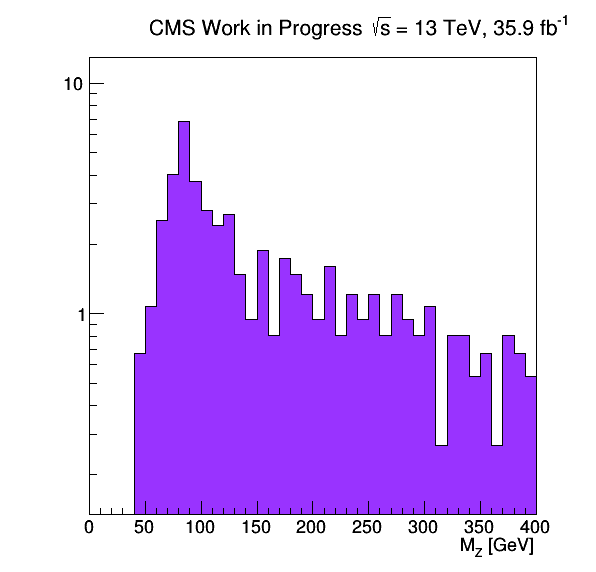 CMS Work in Progress √s = 13 TeV, 35.9 fb⁻¹
10
1
0 50 100 150 200 250 300 350 400
M_Z [GeV]